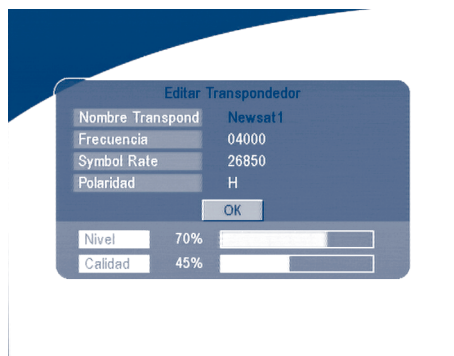 Editar Transpondedor
Nombre Transpond Newsat1
Frecuencia 04000
Symbol Rate 26850
Polaridad H
OK
Nivel 70%
Calidad 45%